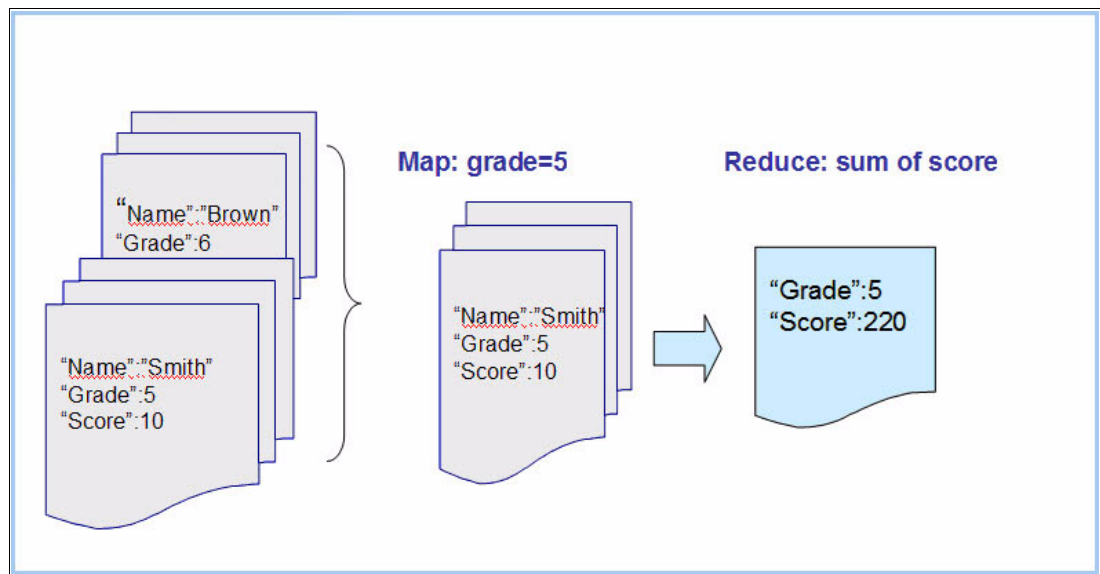 Map: grade=5
Reduce: sum of score
“Name”:”Brown”
“Grade”:6
“Name”:”Smith”
“Grade”:5
“Score”:10
“Name”:”Smith”
“Grade”:5
“Score”:10
“Grade”:5
“Score”:220